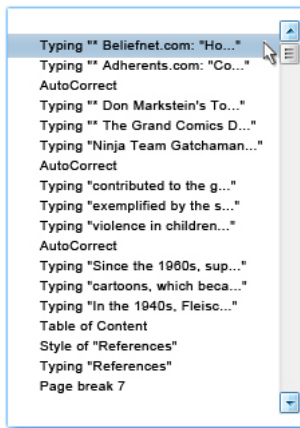 Typing "* Beliefnet.com: "Ho..."
Typing "* Adherents.com: "Co..."
AutoCorrect
Typing "* Don Markstein's To..."
Typing "* The Grand Comics D..."
Typing "Ninja Team Gatchaman..."
AutoCorrect
Typing "contributed to the g..."
Typing "exemplified by the s..."
Typing "violence in children..."
AutoCorrect
Typing "Since the 1960s, sup..."
Typing "cartoons, which beca..."
Typing "In the 1940s, Fleisc..."
Table of Content
Style of "References"
Typing "References"
Page break 7